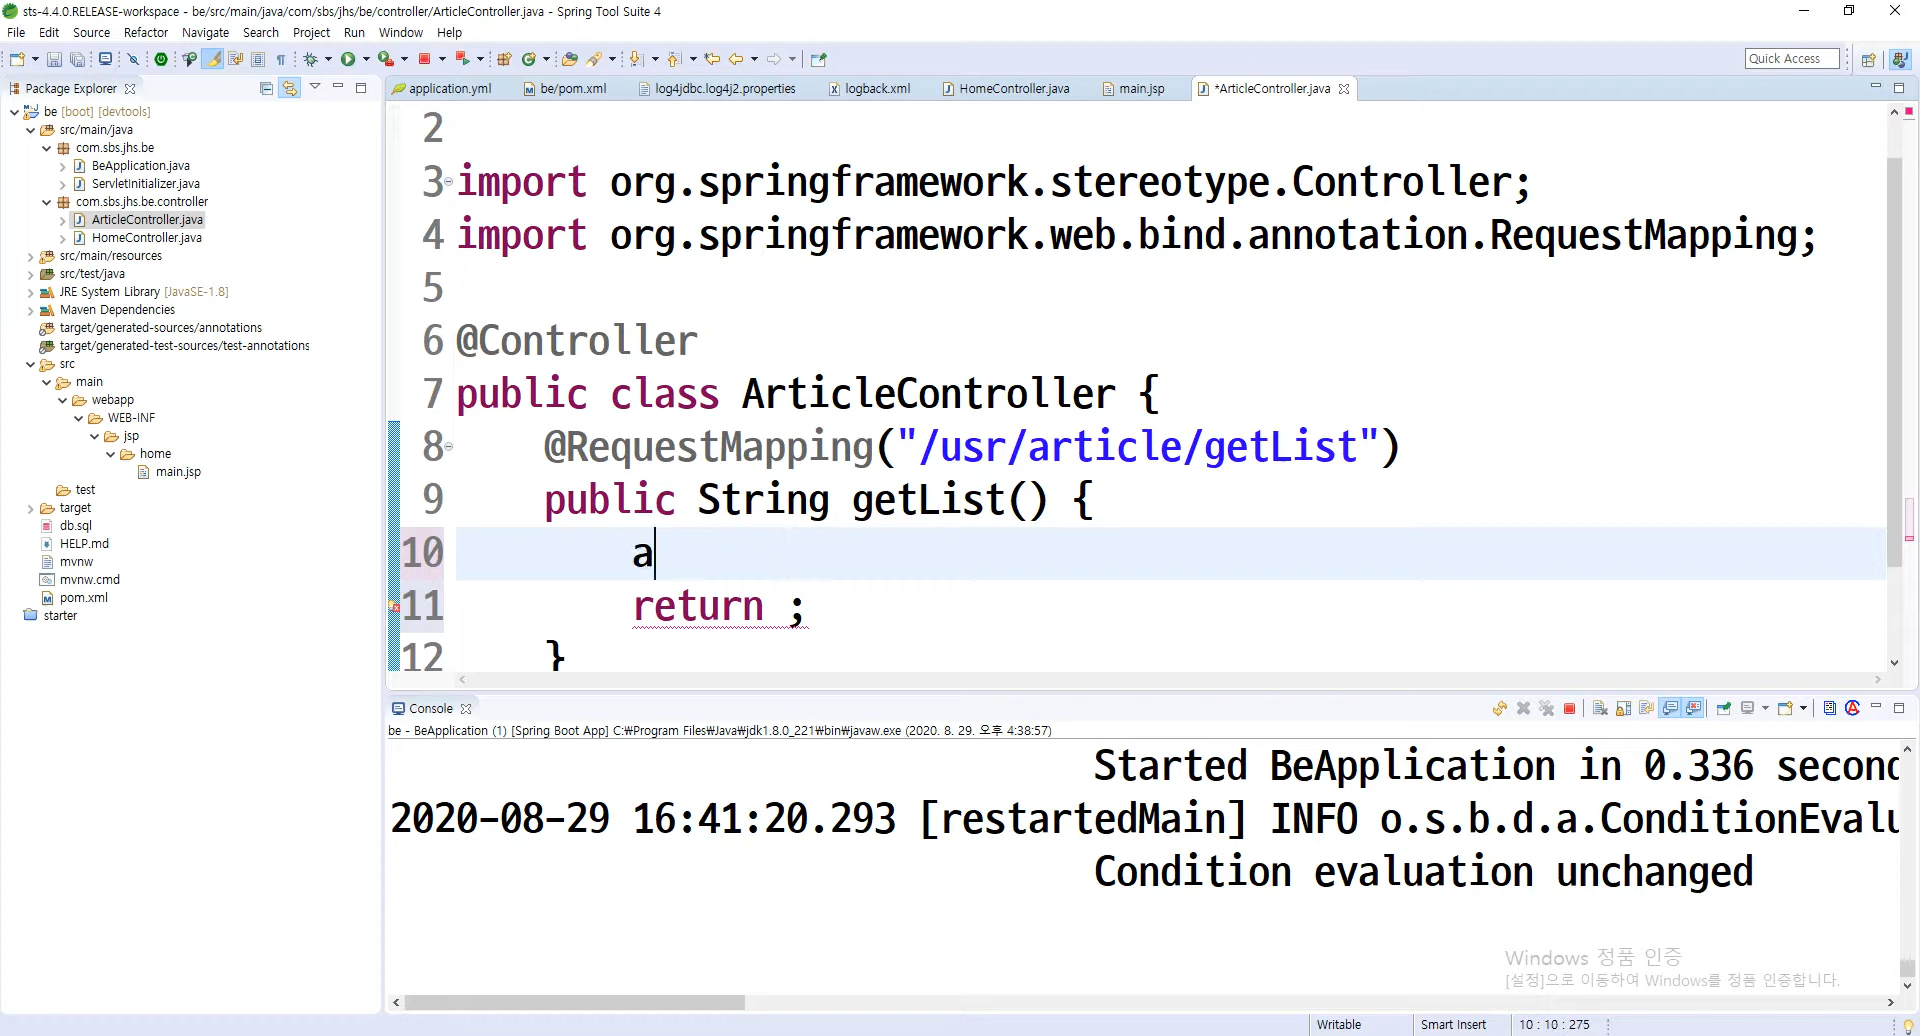 sts-4.4.0.RELEASE-workspace - be/src/main/java/com/sbs/jhs/be/controller/ArticleController.java - Spring Tool Suite 4
File Edit Source Refactor Navigate Search Project Run Window Help
Quick Access
Package Explorer
be [boot] [devtools]
src/main/java
com.sbs.jhs.be
BeApplication.java
ServletInitializer.java
com.sbs.jhs.be.controller
ArticleController.java
HomeController.java
src/main/resources
src/test/java
JRE System Library [JavaSE-1.8]
Maven Dependencies
target/generated-sources/annotations
target/generated-test-sources/test-annotations
src
main
webapp
WEB-INF
jsp
home
main.jsp
test
target
db.sql
HELP.md
mvnw
mvnw.cmd
pom.xml
starter
application.yml be/pom.xml log4jdbc.log4j2.properties logback.xml HomeController.java main.jsp *ArticleController.java
2
3 import org.springframework.stereotype.Controller;
4 import org.springframework.web.bind.annotation.RequestMapping;
5
6 @Controller
7 public class ArticleController {
8 @RequestMapping("/usr/article/getList")
9 public String getList() {
10 a
11 return ;
12 }
Console
be - BeApplication (1) [Spring Boot App] C:₩Program Files₩Java₩jdk1.8.0_221₩bin₩javaw.exe (2020. 8. 29. 오후 4:38:57)
Started BeApplication in 0.336 second
2020-08-29 16:41:20.293 [restartedMain] INFO o.s.b.d.a.ConditionEvalu
Condition evaluation unchanged
Windows 정품 인증
[설정]으로 이동하여 Windows를 정품 인증합니다.
Writable Smart Insert 10 : 10 : 275